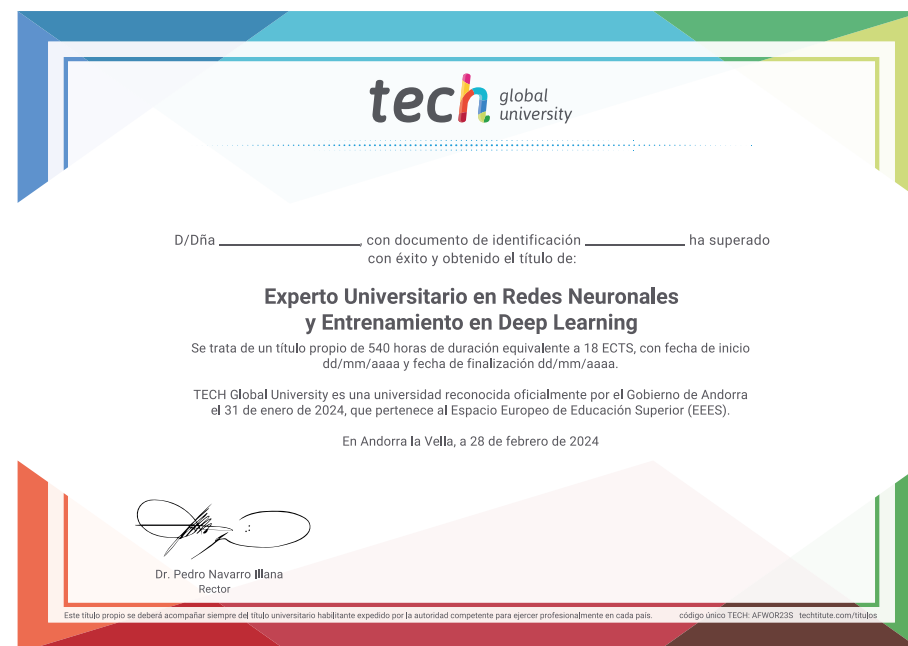 tech global university
D/Dña ______________________, con documento de identificación ________________ ha superado
con éxito y obtenido el título de:
Experto Universitario en Redes Neuronales
y Entrenamiento en Deep Learning
Se trata de un título propio de 540 horas de duración equivalente a 18 ECTS, con fecha de inicio
dd/mm/aaaa y fecha de finalización dd/mm/aaaa.
TECH Global University es una universidad reconocida oficialmente por el Gobierno de Andorra
el 31 de enero de 2024, que pertenece al Espacio Europeo de Educación Superior (EEES).
En Andorra la Vella, a 28 de febrero de 2024
Dr. Pedro Navarro Illana
Rector
Este título propio se deberá acompañar siempre del título universitario habilitante expedido por la autoridad competente para ejercer profesionalmente en cada país. código único TECH: AFWOR23S techtitute.com/titulos